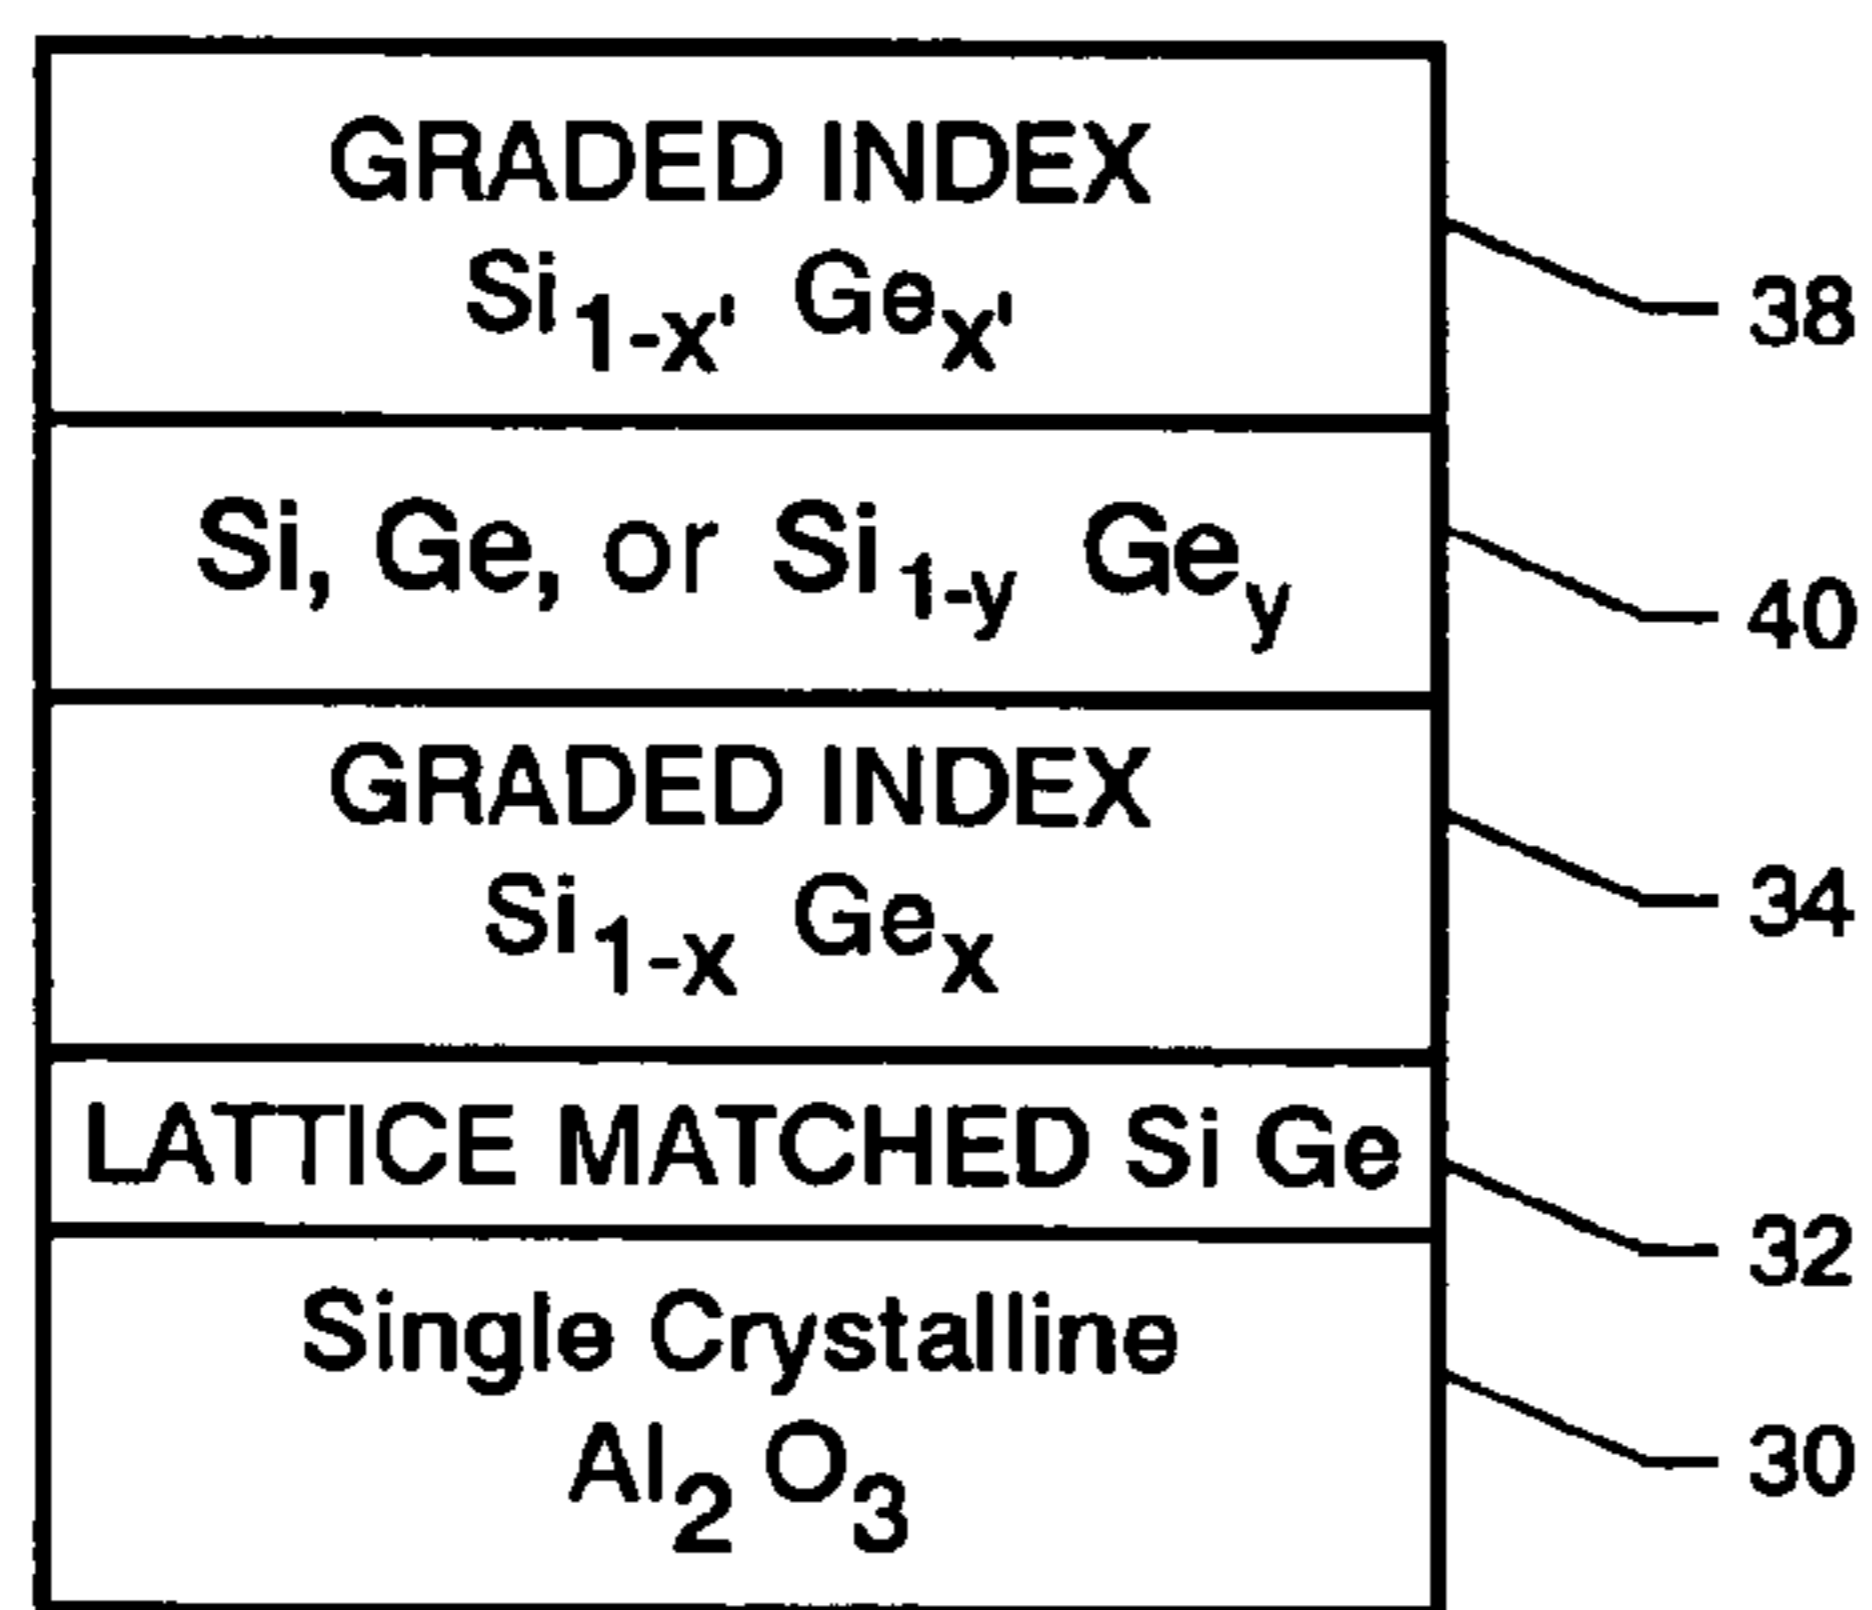 GRADED INDEX
Si1-x' Gex'
38
Si, Ge, or Si1-y Gey
40
GRADED INDEX
Si1-x Gex
34
LATTICE MATCHED Si Ge
32
Single Crystalline
Al2 O3
30